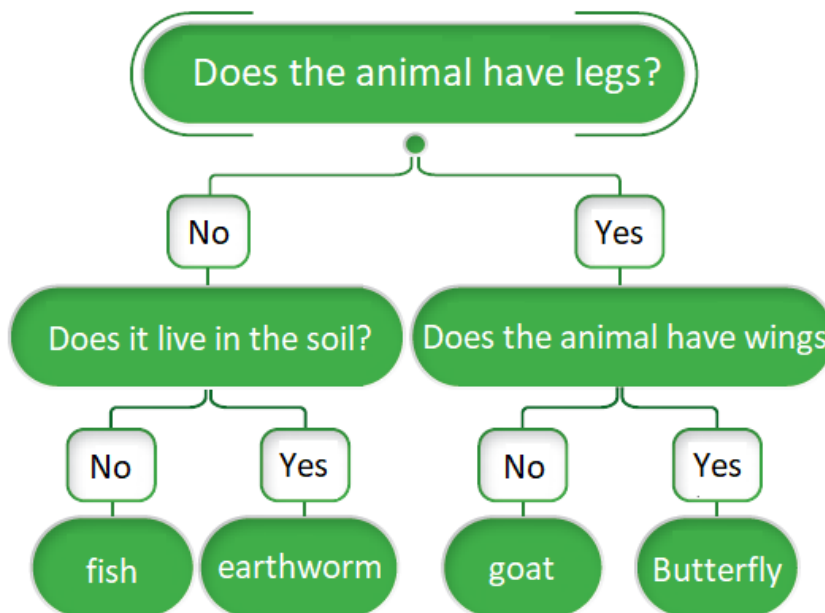 Does the animal have legs?
No
Yes
Does it live in the soil?
Does the animal have wings
No
Yes
No
Yes
fish
earthworm
goat
Butterfly